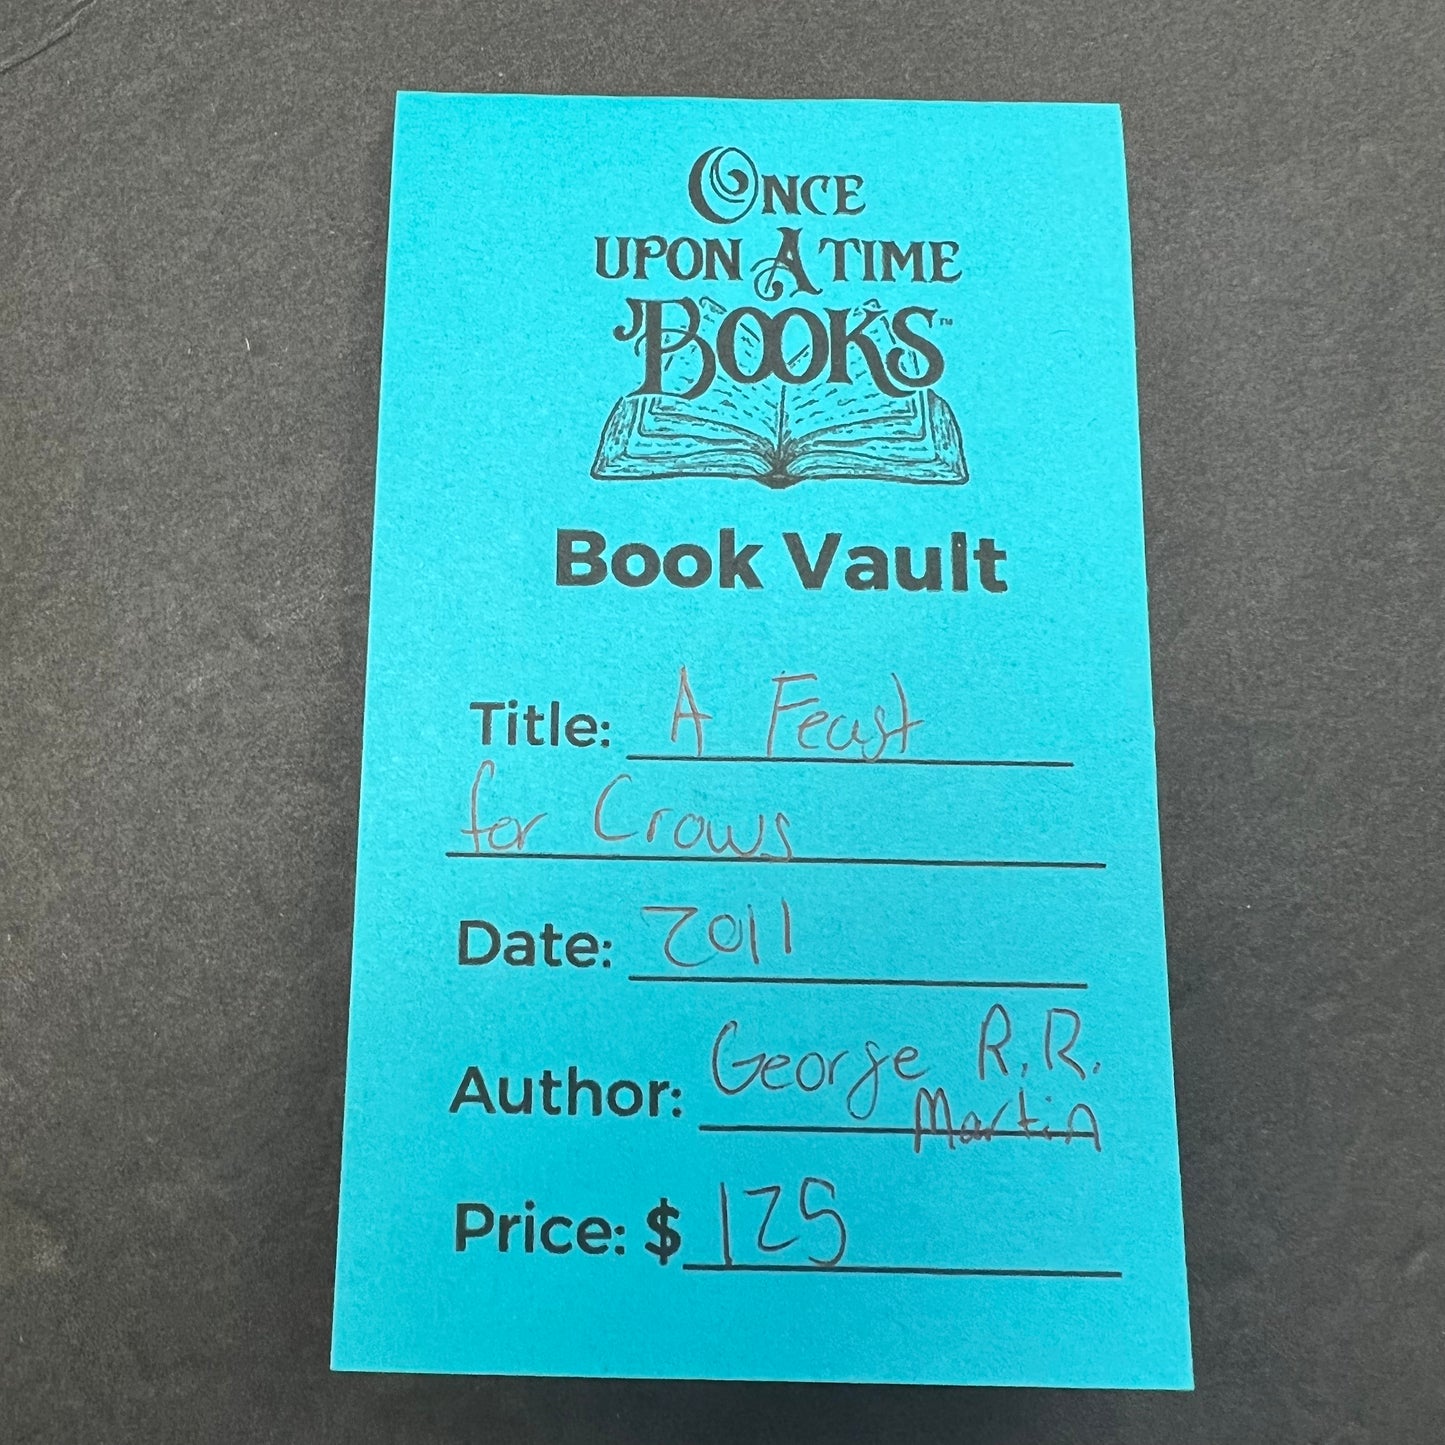 ONCE
UPON A TIME
BOOKS™
Book Vault
Title: A Feast
for Crows
Date: 2011
Author: George R.R.
Martin
Price: $ 125